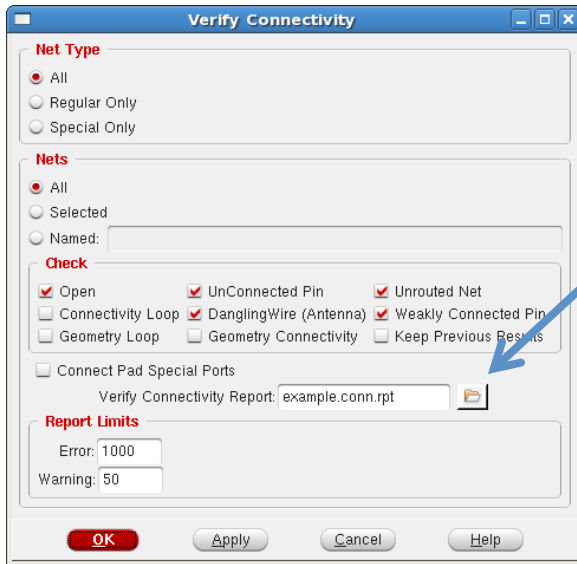 Verify Connectivity
Net Type
All
Regular Only
Special Only
Nets
All
Selected
Named:
Check
Open UnConnected Pin Unrouted Net
Connectivity Loop DanglingWire (Antenna) Weakly Connected Pin
Geometry Loop Geometry Connectivity Keep Previous Results
Connect Pad Special Ports
Verify Connectivity Report: example.conn.rpt
Report Limits
Error: 1000
Warning: 50
OK Apply Cancel Help